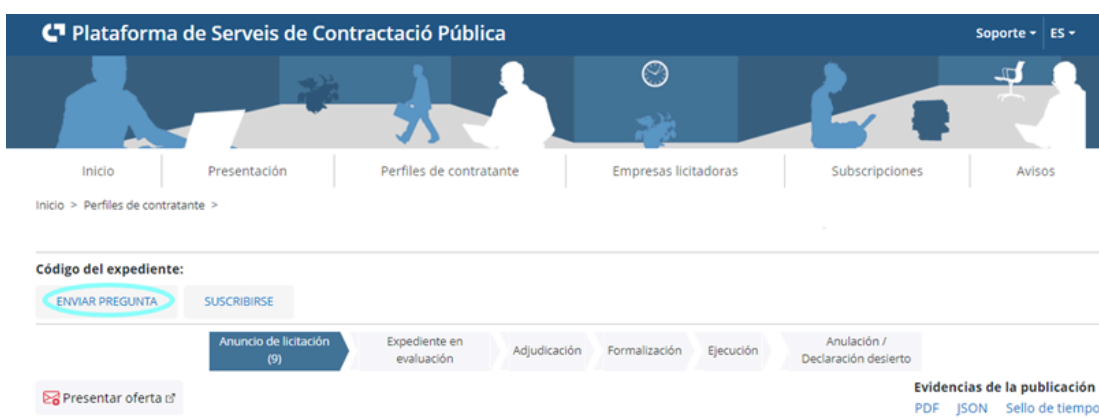 Plataforma de Serveis de Contractació Pública
Soporte ES
Inicio Presentación Perfiles de contratante Empresas licitadoras Subscripciones Avisos
Inicio > Perfiles de contratante >
Código del expediente:
ENVIAR PREGUNTA SUSCRIBIRSE
Anuncio de licitación
(9)
Expediente en
evaluación
Adjudicación
Formalización
Ejecución
Anulación /
Declaración desierto
Presentar oferta
Evidencias de la publicación
PDF JSON Sello de tiempo